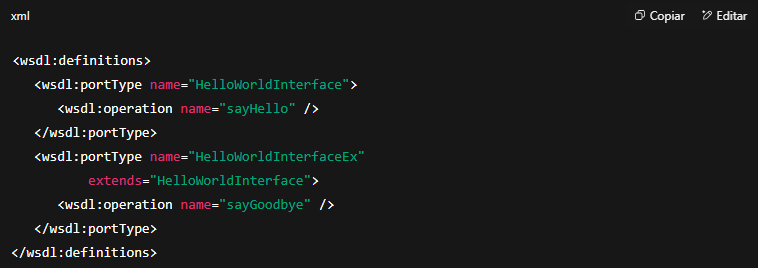 xml Copiar Editar
<wsdl:definitions>
   <wsdl:portType name="HelloWorldInterface">
      <wsdl:operation name="sayHello" />
   </wsdl:portType>
   <wsdl:portType name="HelloWorldInterfaceEx"
          extends="HelloWorldInterface">
      <wsdl:operation name="sayGoodbye" />
   </wsdl:portType>
</wsdl:definitions>